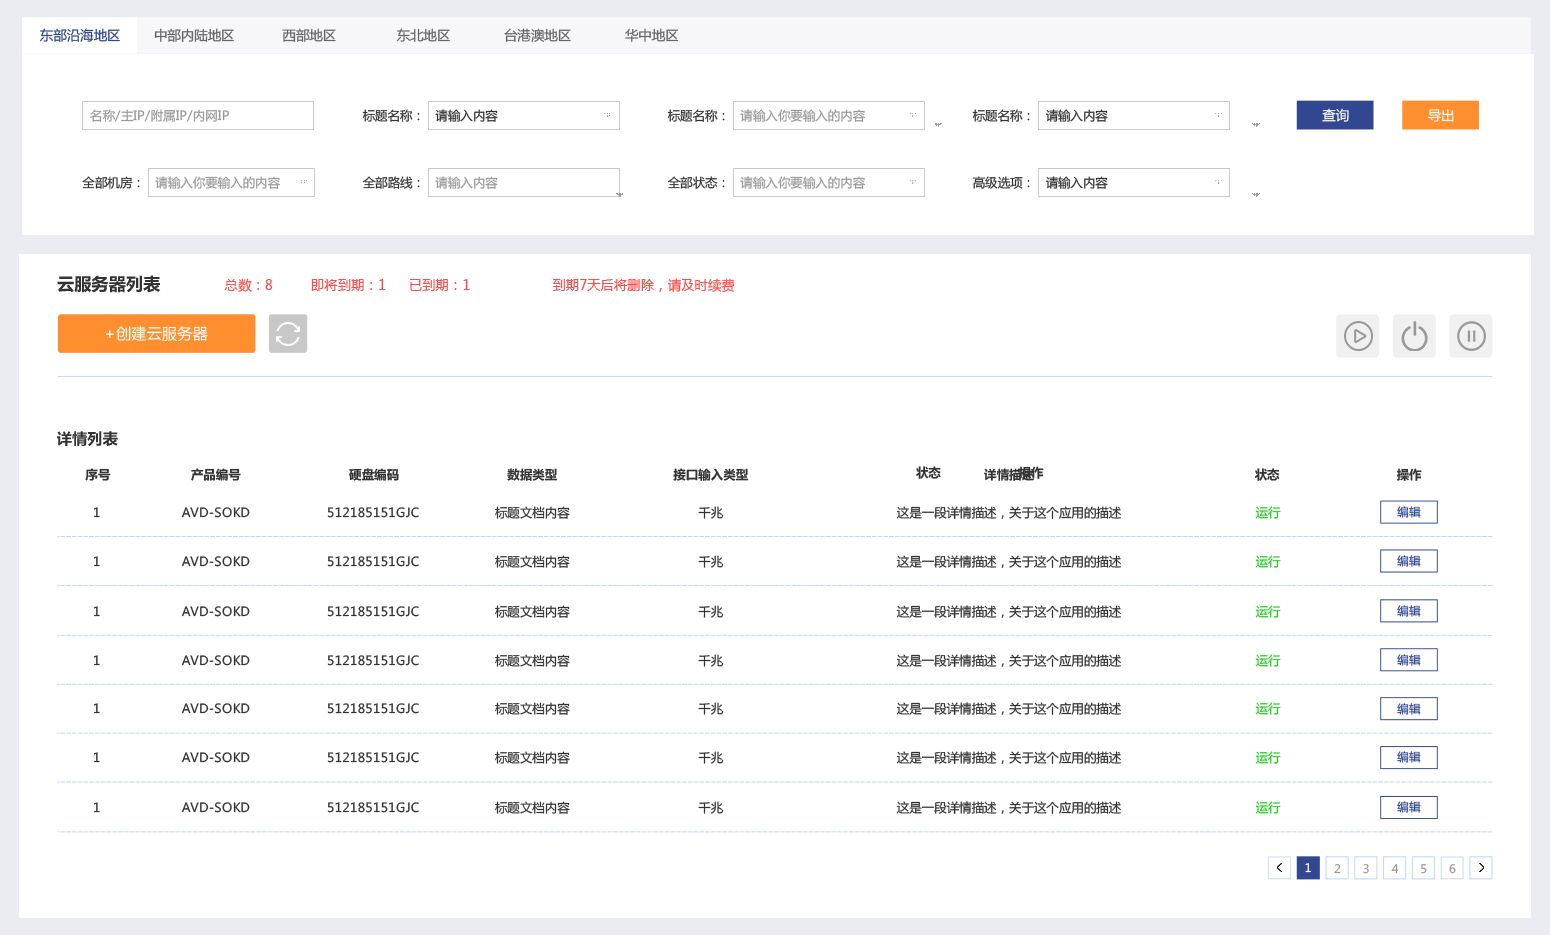 东部沿海地区 中部内陆地区 西部地区 东北地区 台港澳地区 华中地区
名称/主IP/附属IP/内网IP 标题名称： 请输入内容 标题名称： 请输入你要输入的内容 标题名称： 请输入内容 查询 导出
全部机房： 请输入你要输入的内容 全部路线： 请输入内容 全部状态： 请输入你要输入的内容 高级选项： 请输入内容
云服务器列表 总数：8 即将到期：1 已到期：1 到期7天后将删除，请及时续费
+创建云服务器
详情列表
序号 产品编号 硬盘编码 数据类型 接口输入类型 状态 详情描述 操作 状态 操作
1 AVD-SOKD 512185151GJC 标题文档内容 千兆 这是一段详情描述，关于这个应用的描述 运行 编辑
1 AVD-SOKD 512185151GJC 标题文档内容 千兆 这是一段详情描述，关于这个应用的描述 运行 编辑
1 AVD-SOKD 512185151GJC 标题文档内容 千兆 这是一段详情描述，关于这个应用的描述 运行 编辑
1 AVD-SOKD 512185151GJC 标题文档内容 千兆 这是一段详情描述，关于这个应用的描述 运行 编辑
1 AVD-SOKD 512185151GJC 标题文档内容 千兆 这是一段详情描述，关于这个应用的描述 运行 编辑
1 AVD-SOKD 512185151GJC 标题文档内容 千兆 这是一段详情描述，关于这个应用的描述 运行 编辑
1 AVD-SOKD 512185151GJC 标题文档内容 千兆 这是一段详情描述，关于这个应用的描述 运行 编辑
1 2 3 4 5 6